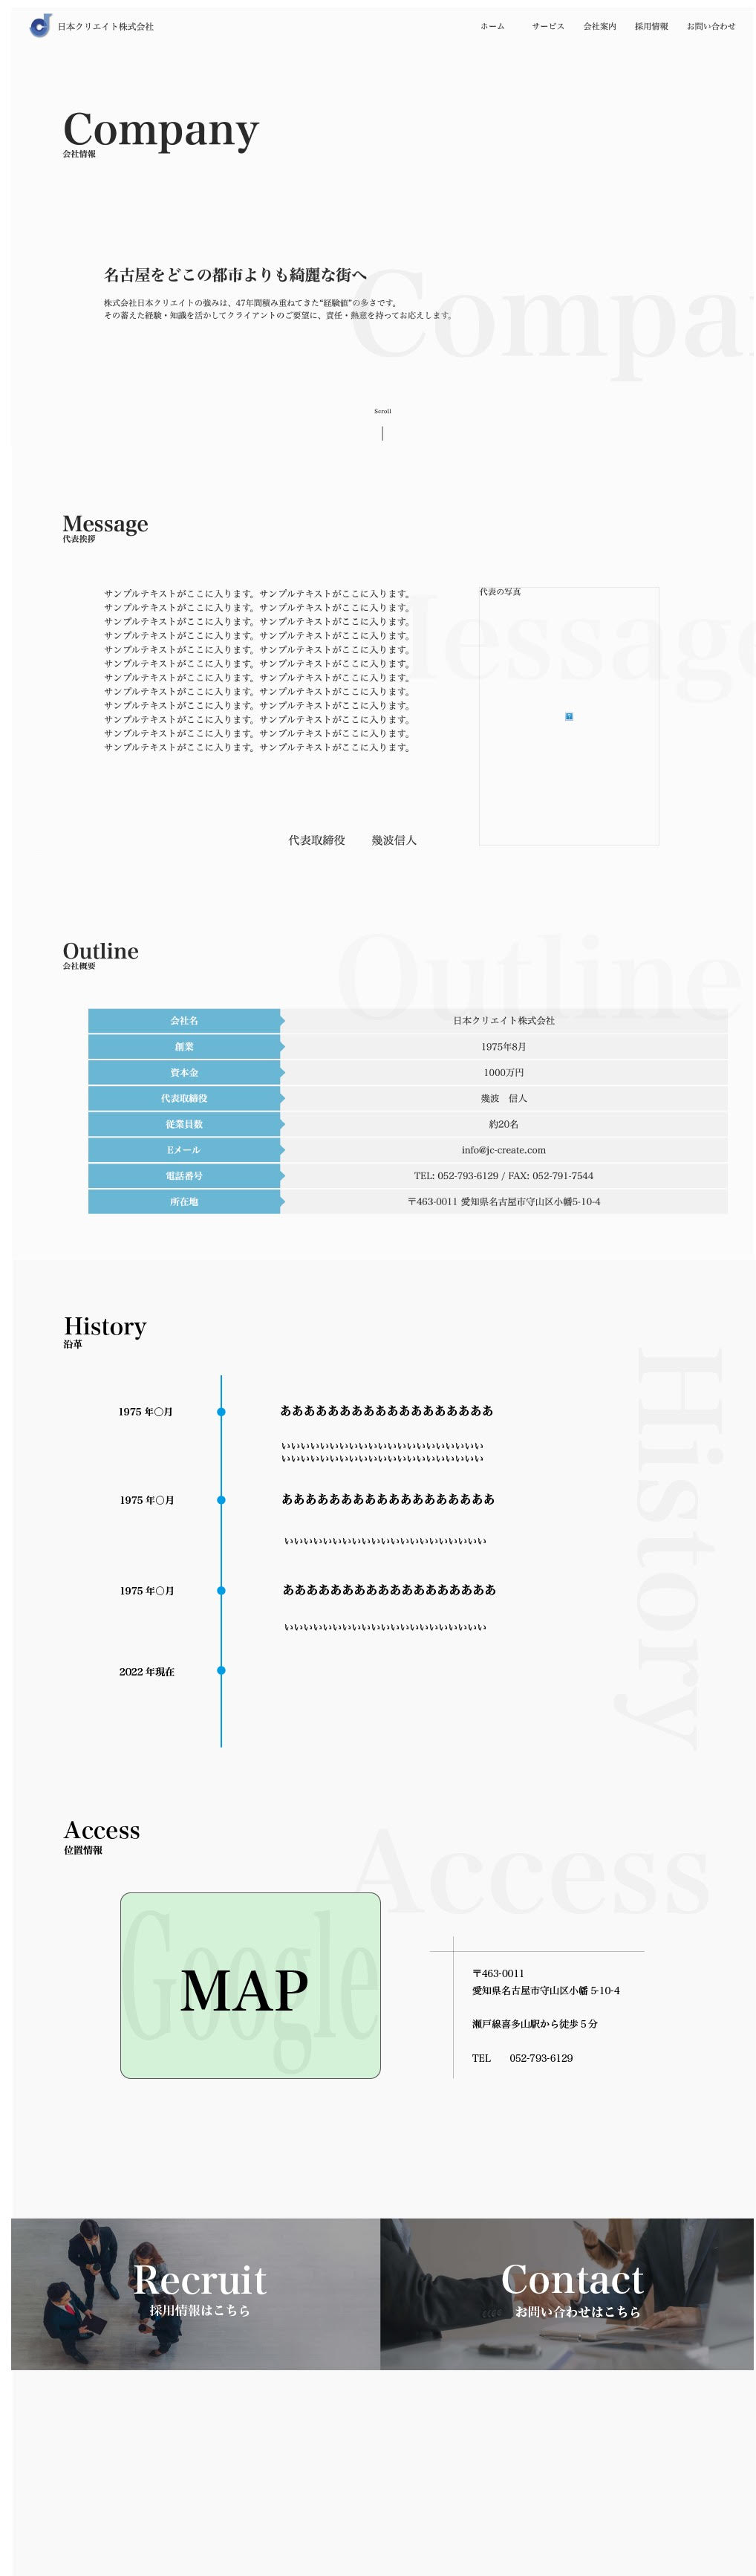 日本クリエイト株式会社
ホーム サービス 会社案内 採用情報 お問い合わせ
Company
会社情報
Compa
名古屋をどこの都市よりも綺麗な街へ
株式会社日本クリエイトの強みは、47年間積み重ねてきた“経験値”の多さです。
その蓄えた経験・知識を活かしてクライアントのご要望に、責任・熱意を持ってお応えします。
Scroll
Message
代表挨拶
Message
サンプルテキストがここに入ります。サンプルテキストがここに入ります。
サンプルテキストがここに入ります。サンプルテキストがここに入ります。
サンプルテキストがここに入ります。サンプルテキストがここに入ります。
サンプルテキストがここに入ります。サンプルテキストがここに入ります。
サンプルテキストがここに入ります。サンプルテキストがここに入ります。
サンプルテキストがここに入ります。サンプルテキストがここに入ります。
サンプルテキストがここに入ります。サンプルテキストがここに入ります。
サンプルテキストがここに入ります。サンプルテキストがここに入ります。
サンプルテキストがここに入ります。サンプルテキストがここに入ります。
サンプルテキストがここに入ります。サンプルテキストがここに入ります。
サンプルテキストがここに入ります。サンプルテキストがここに入ります。
サンプルテキストがここに入ります。サンプルテキストがここに入ります。
代表の写真
?
代表取締役 幾波信人
Outline
会社概要
Outline
会社名 日本クリエイト株式会社
創業 1975年8月
資本金 1000万円
代表取締役 幾波 信人
従業員数 約20名
Eメール info@jc-create.com
電話番号 TEL: 052-793-6129 / FAX: 052-791-7544
所在地 〒463-0011 愛知県名古屋市守山区小幡5-10-4
History
沿革
History
1975 年〇月 ああああああああああああああああああ
いいいいいいいいいいいいいいいいいいいいい
いいいいいいいいいいいいいいいいいいいいい
1975 年〇月 ああああああああああああああああああ
いいいいいいいいいいいいいいいいいいいいい
1975 年〇月 ああああああああああああああああああ
いいいいいいいいいいいいいいいいいいいいい
2022 年現在
Access
位置情報
Access
Google
MAP
〒463-0011
愛知県名古屋市守山区小幡 5-10-4
瀬戸線喜多山駅から徒歩５分
TEL 052-793-6129
Recruit
採用情報はこちら
Contact
お問い合わせはこちら